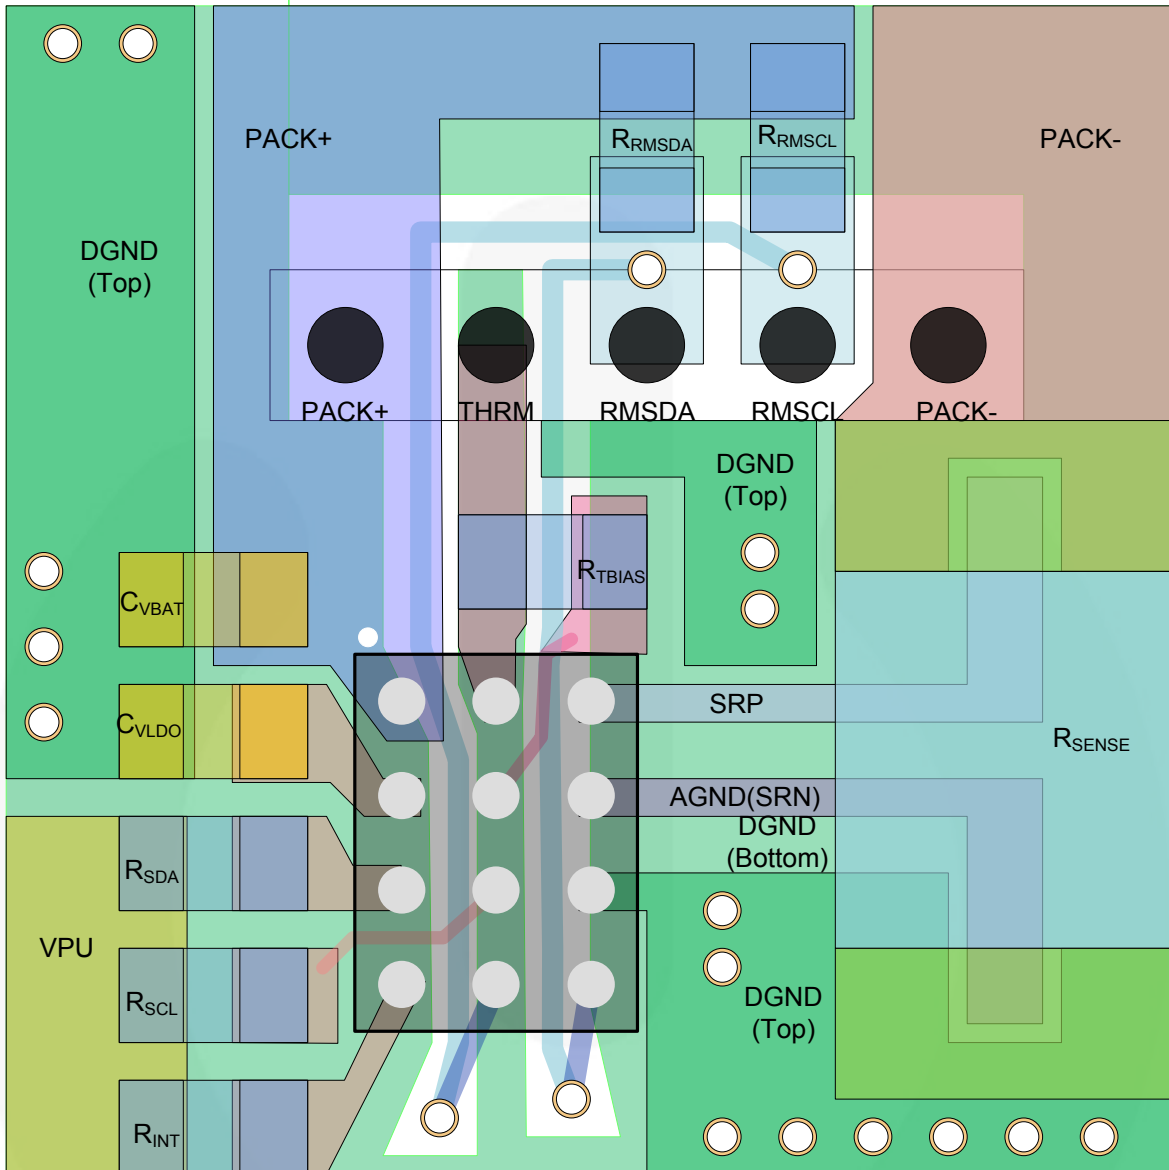 PACK+
RRMSDA
RRMSCL
PACK-
DGND
(Top)
PACK+
THRM
RMSDA
RMSCL
PACK-
DGND
(Top)
RTBIAS
CVBAT
SRP
CVLDO
RSENSE
AGND(SRN)
DGND
(Bottom)
RSDA
VPU
RSCL
DGND
(Top)
RINT